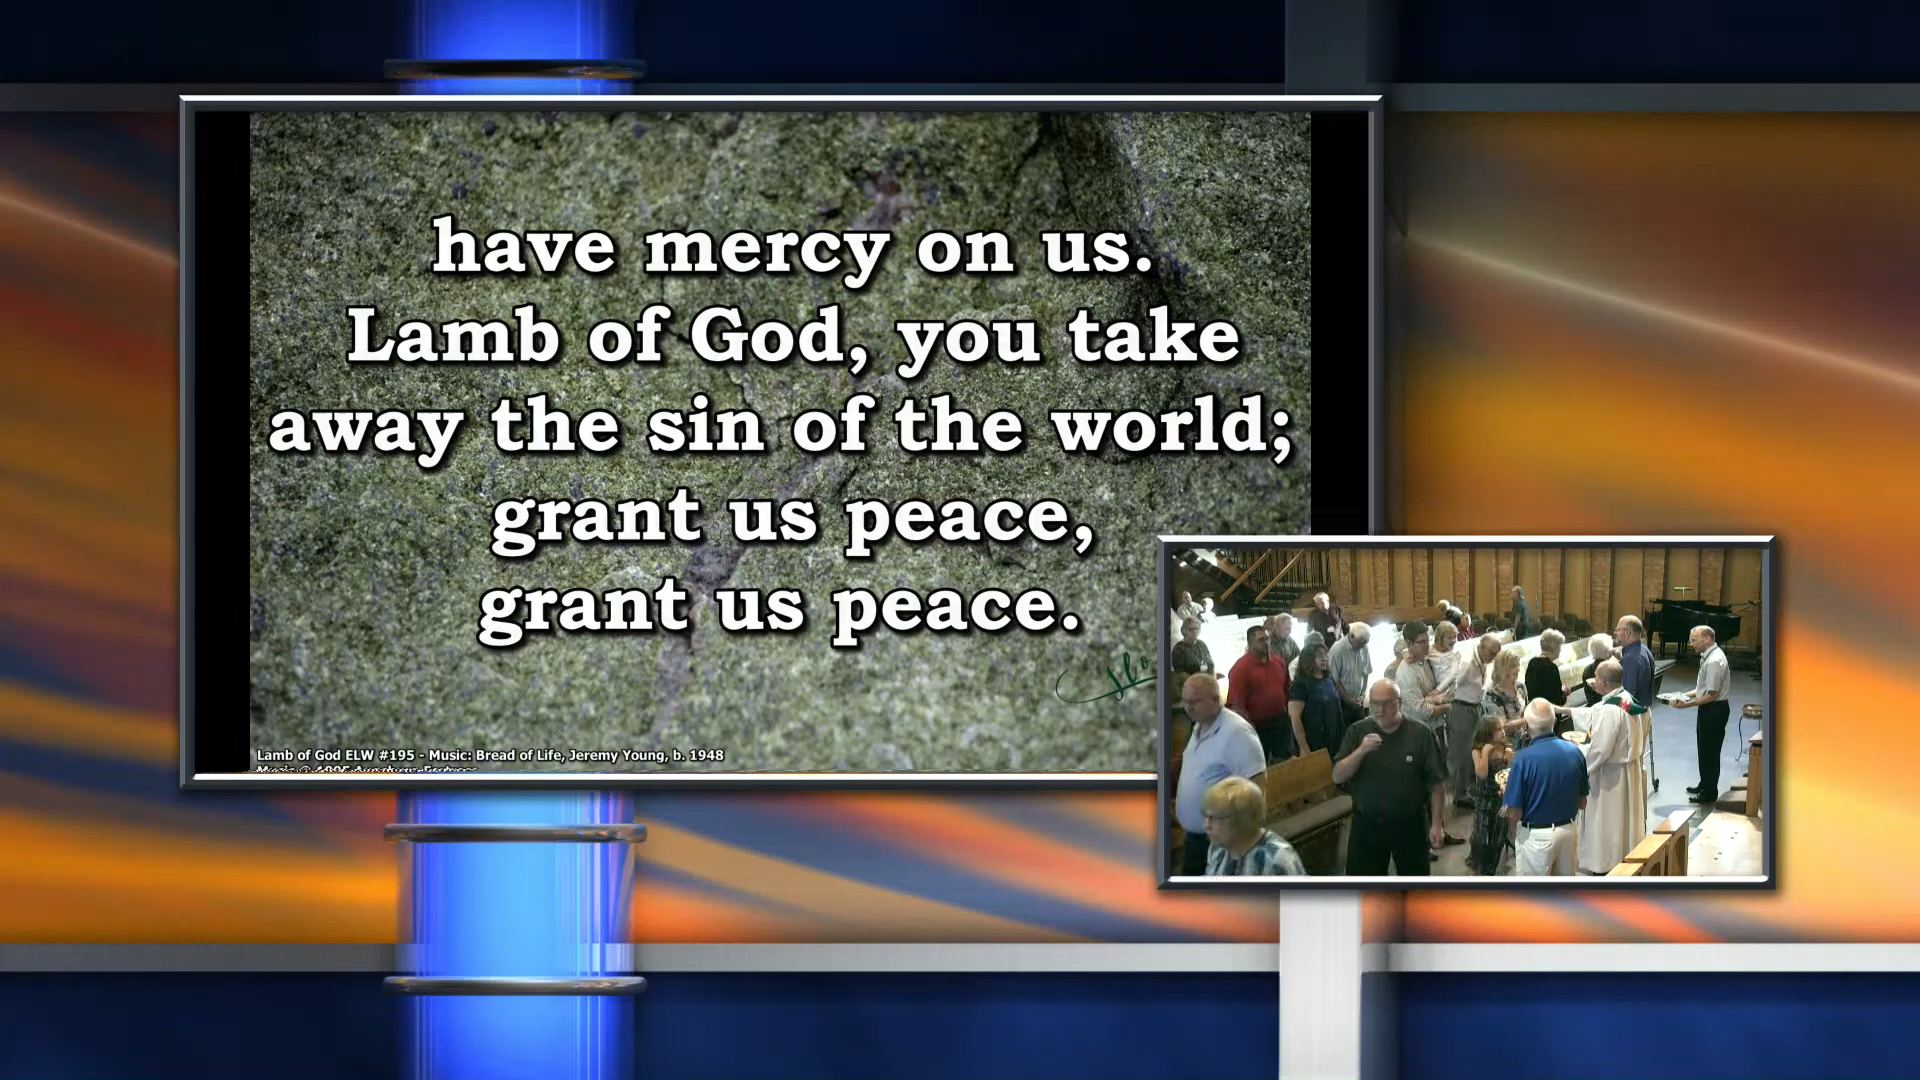 have mercy on us.
Lamb of God, you take
away the sin of the world;
grant us peace,
grant us peace.
Lamb of God ELW #195 - Music: Bread of Life, Jeremy Young, b. 1948